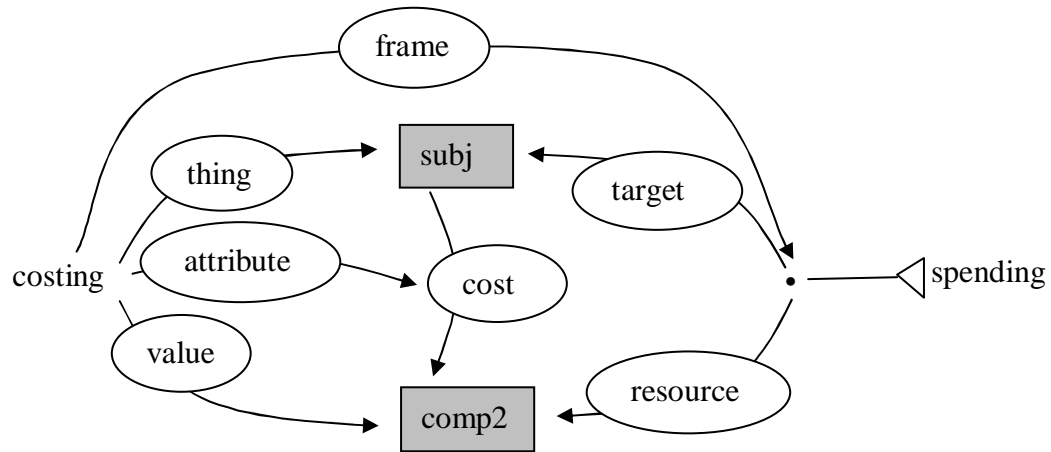 frame
subj
thing
target
attribute
costing
cost
spending
value
resource
comp2